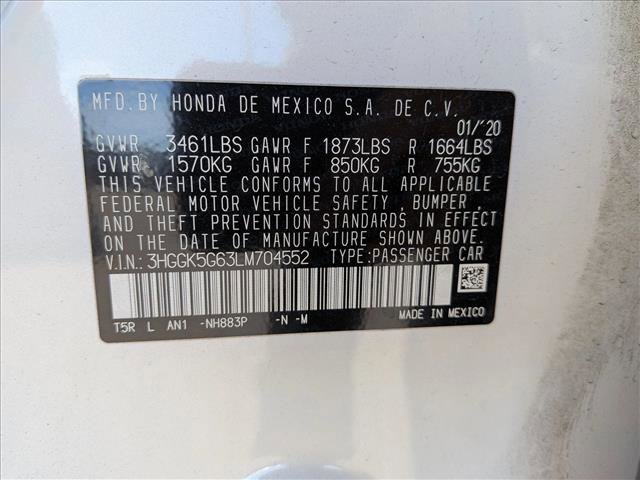 MFD. BY HONDA DE MEXICO S.A. DE C.V.
01/'20
GVWR 3461LBS GAWR F 1873LBS R 1664LBS
GVWR 1570KG GAWR F 850KG R 755KG
THIS VEHICLE CONFORMS TO ALL APPLICABLE
FEDERAL MOTOR VEHICLE SAFETY , BUMPER ,
AND THEFT PREVENTION STANDARDS IN EFFECT
ON THE DATE OF MANUFACTURE SHOWN ABOVE.
V.I.N.: 3HGGK5G63LM704552 TYPE:PASSENGER CAR
T5R L AN1 -NH883P -N -M MADE IN MEXICO